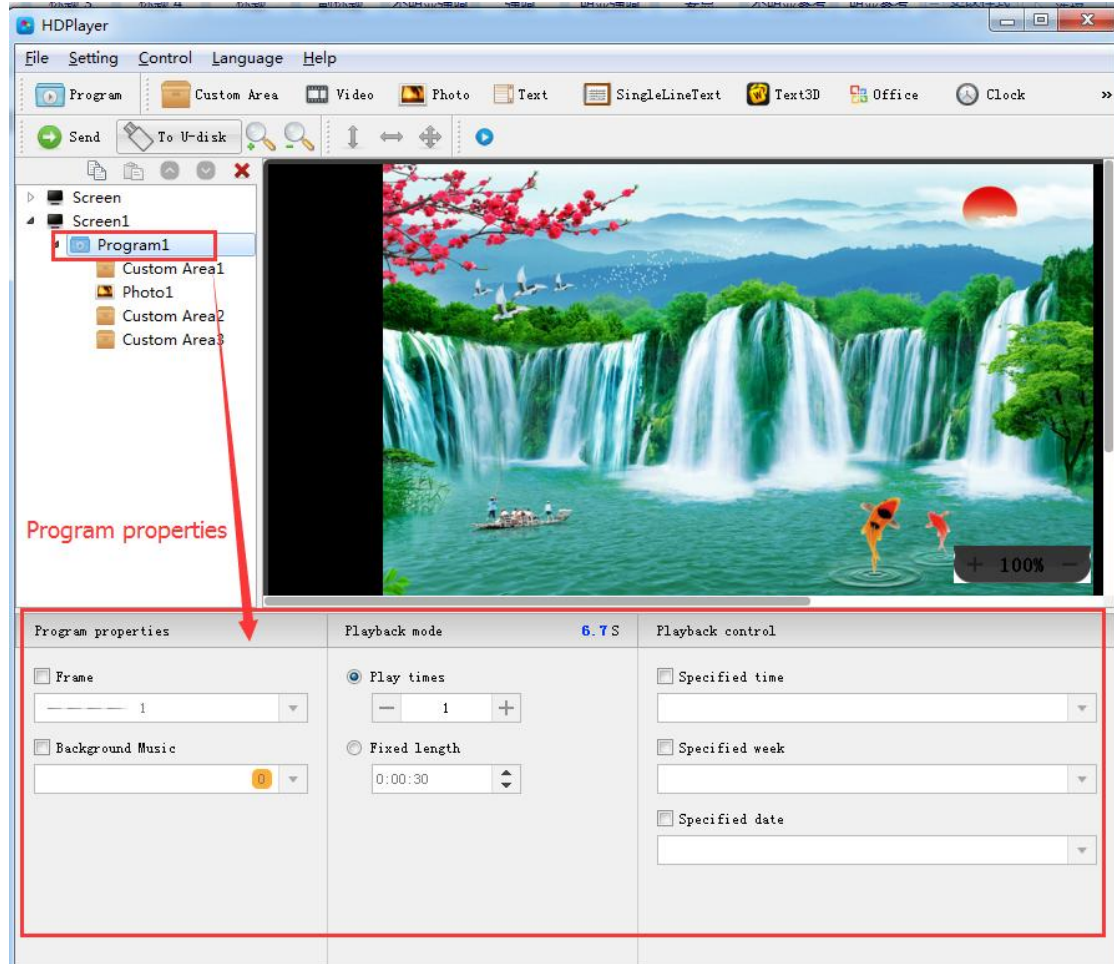 HDPlayer
File Setting Control Language Help
Program Custom Area Video Photo Text SingleLineText Text3D Office Clock »
Send To U-disk
Screen
Screen1
Program1
Custom Area1
Photo1
Custom Area2
Custom Area3
Program properties
+ 100% −
Program properties Playback mode 6.7S Playback control
Frame Play times Specified time
1 − 1 +
Background Music Fixed length Specified week
0 0:00:30
Specified date